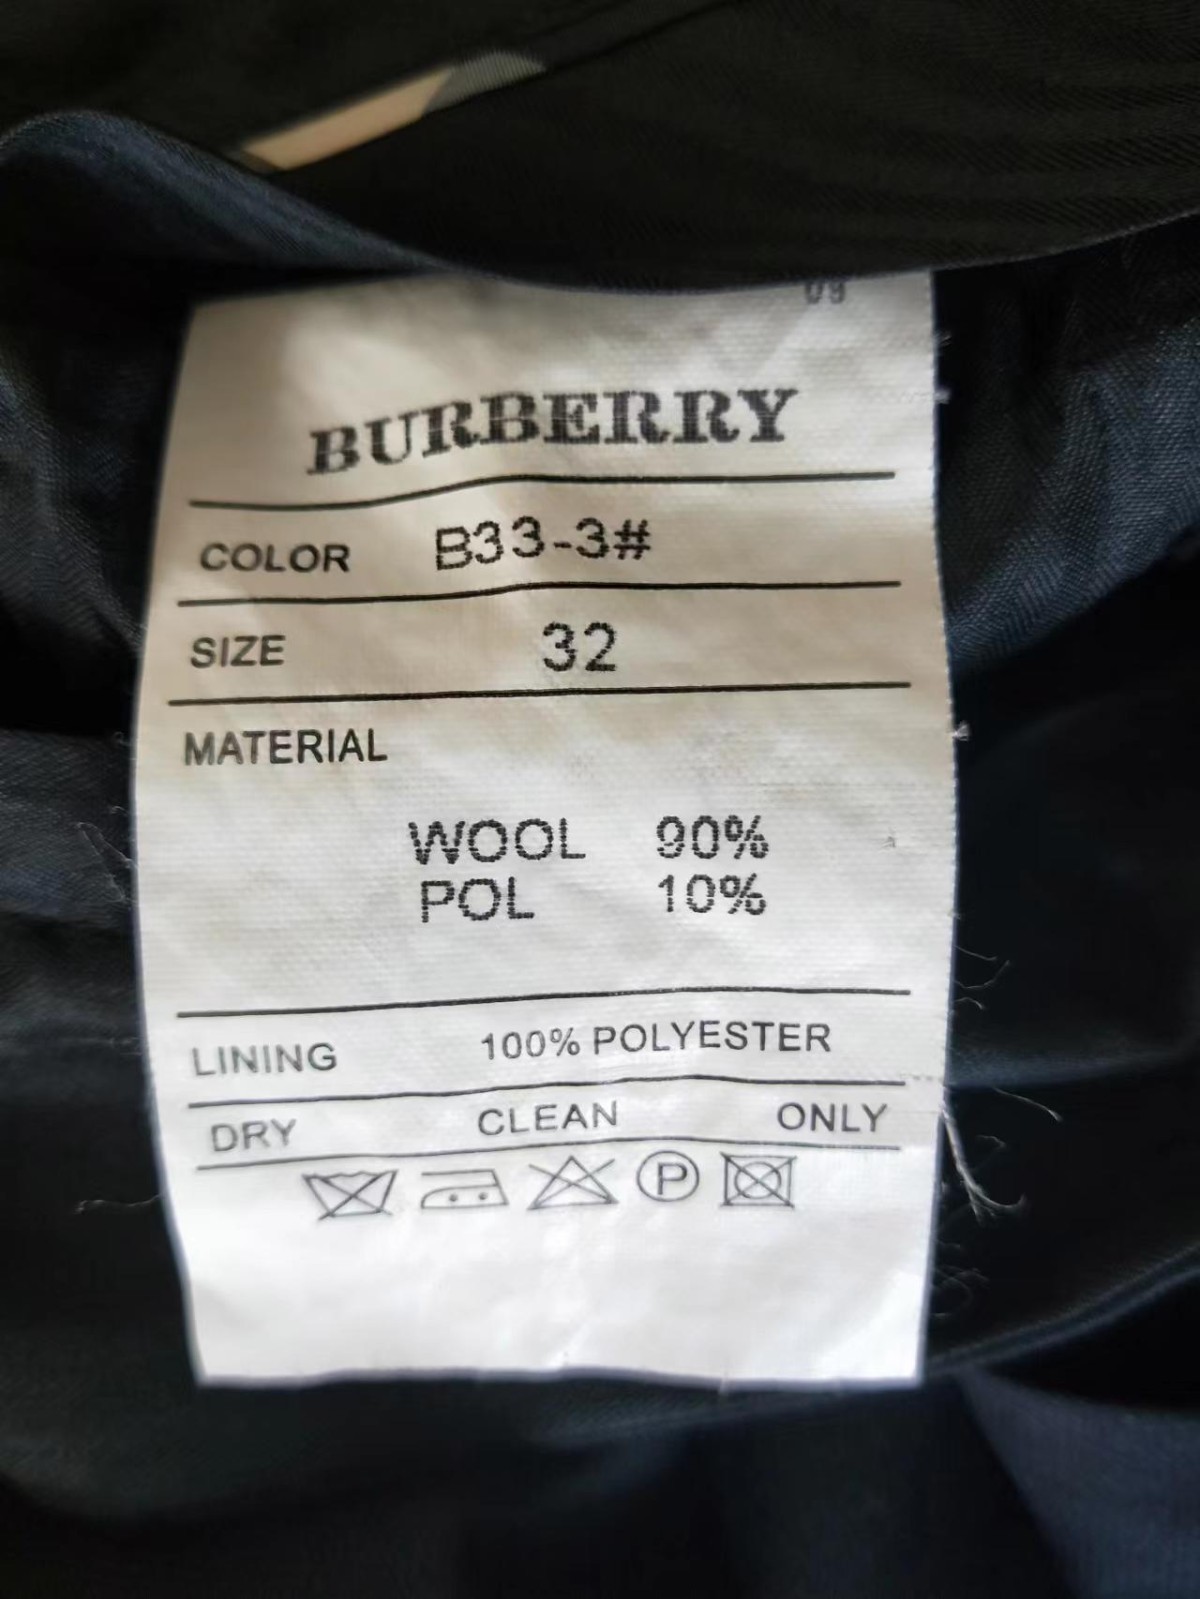 BURBERRY
COLOR B33-3#
SIZE 32
MATERIAL
WOOL 90%
POL 10%
LINING 100% POLYESTER
DRY CLEAN ONLY
P